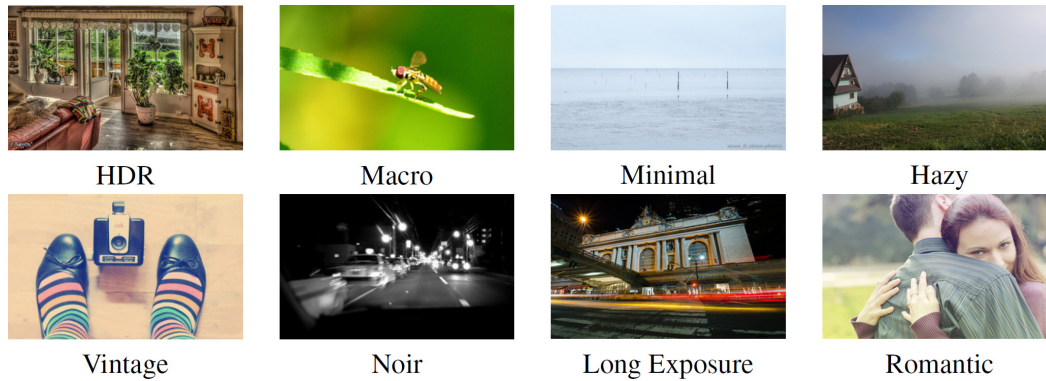 HDR
Macro
Minimal
Hazy
Vintage
Noir
Long Exposure
Romantic